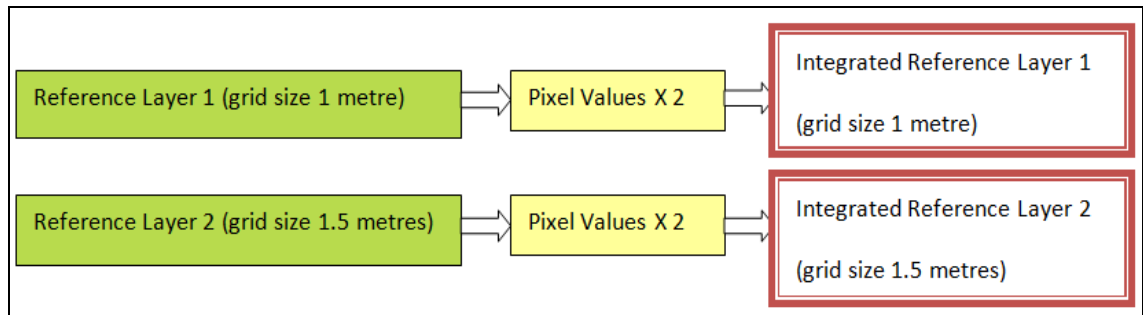 Reference Layer 1 (grid size 1 metre)
Pixel Values X 2
Integrated Reference Layer 1
(grid size 1 metre)
Reference Layer 2 (grid size 1.5 metres)
Pixel Values X 2
Integrated Reference Layer 2
(grid size 1.5 metres)